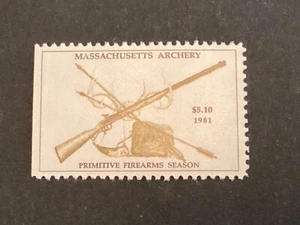 MASSACHUSETTS ARCHERY
$5.10
1981
PRIMITIVE FIREARMS SEASON